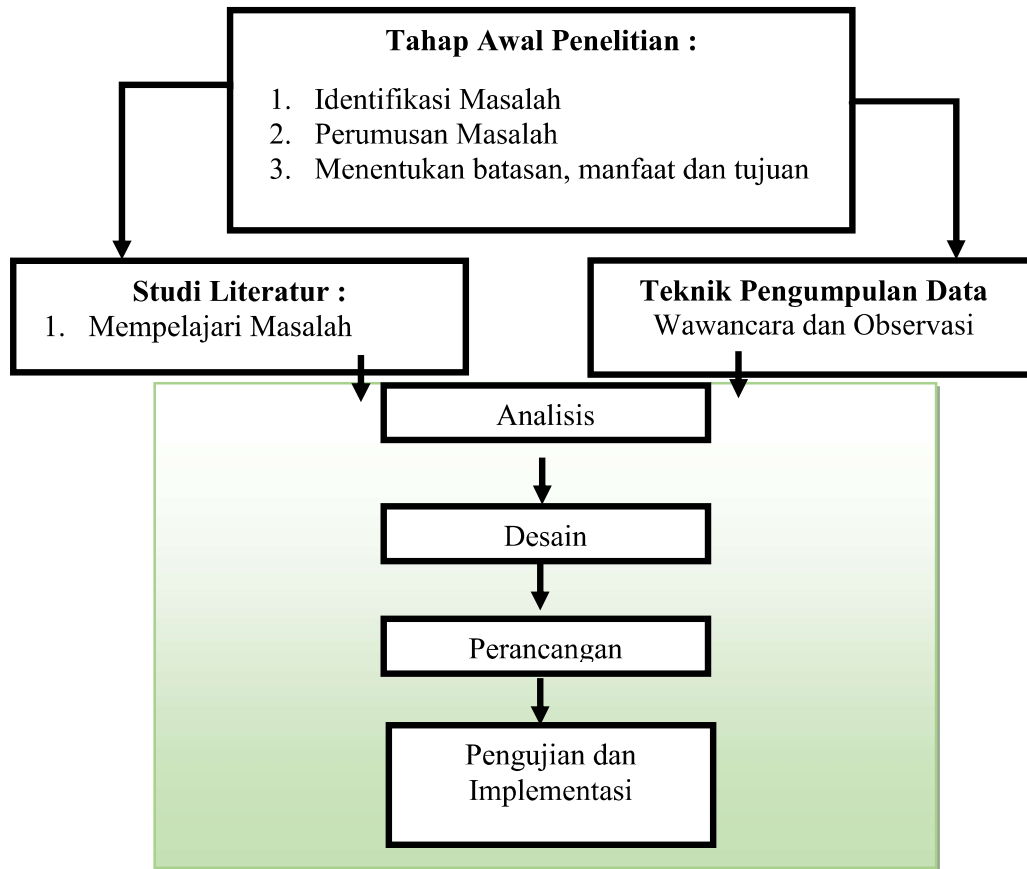 Tahap Awal Penelitian :
1. Identifikasi Masalah
2. Perumusan Masalah
3. Menentukan batasan, manfaat dan tujuan
Studi Literatur :
1. Mempelajari Masalah
Teknik Pengumpulan Data
Wawancara dan Observasi
Analisis
Desain
Perancangan
Pengujian dan
Implementasi